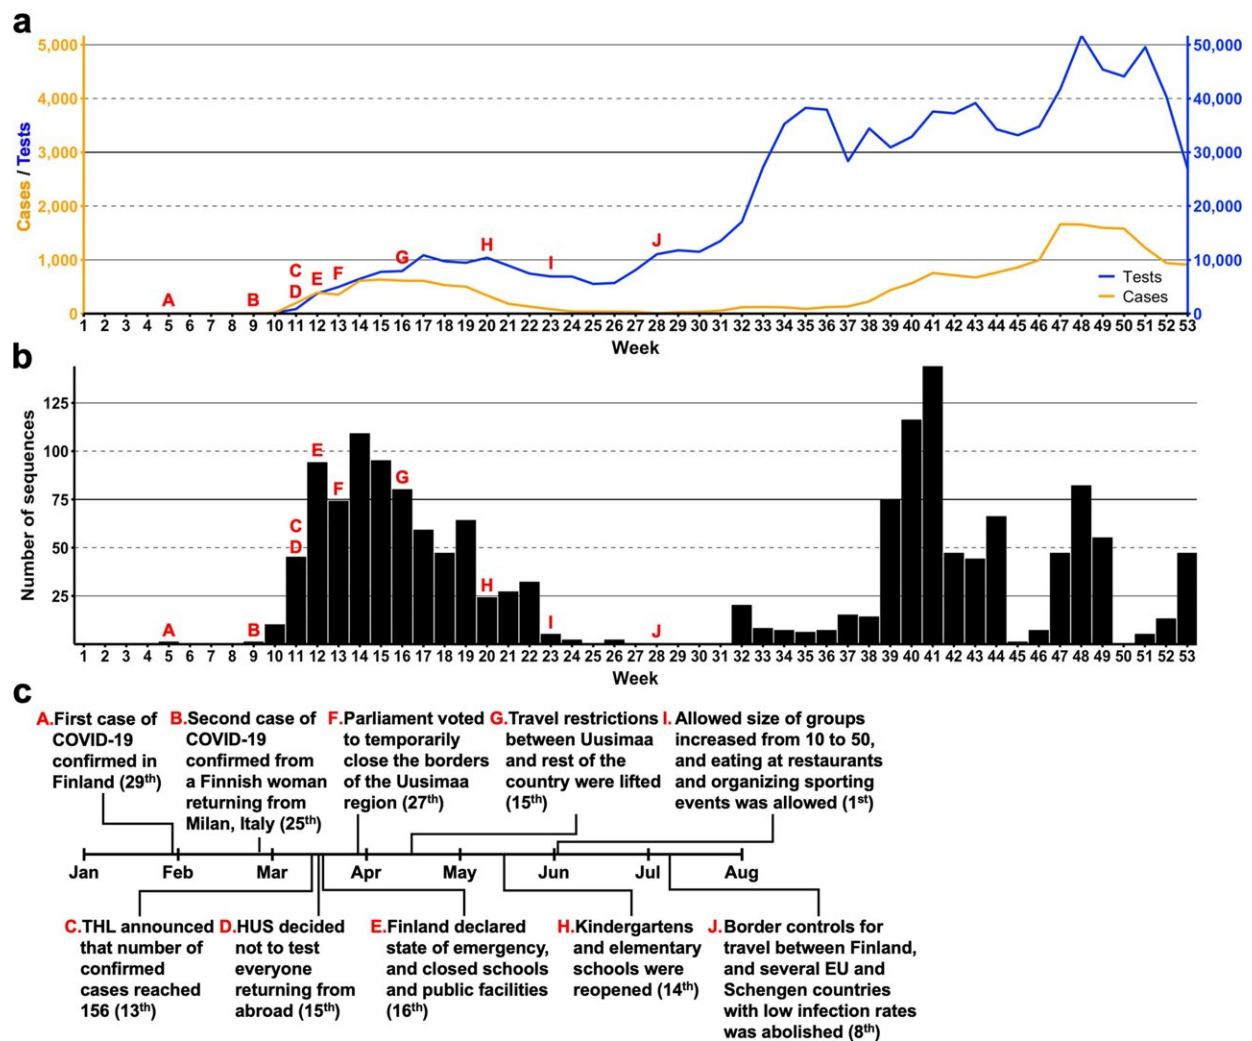 a
5,000
4,000
3,000
2,000
1,000
0
Cases / Tests
50,000
40,000
30,000
20,000
10,000
0
A
B
C
D
E
F
G
H
I
J
Tests
Cases
1 2 3 4 5 6 7 8 9 10 11 12 13 14 15 16 17 18 19 20 21 22 23 24 25 26 27 28 29 30 31 32 33 34 35 36 37 38 39 40 41 42 43 44 45 46 47 48 49 50 51 52 53
Week
b
125
100
75
50
25
Number of sequences
A
B
C
D
E
F
G
H
I
J
1 2 3 4 5 6 7 8 9 10 11 12 13 14 15 16 17 18 19 20 21 22 23 24 25 26 27 28 29 30 31 32 33 34 35 36 37 38 39 40 41 42 43 44 45 46 47 48 49 50 51 52 53
Week
c
A.First case of
COVID-19
confirmed in
Finland (29th)
B.Second case of
COVID-19
confirmed from
a Finnish woman
returning from
Milan, Italy (25th)
F.Parliament voted
to temporarily
close the borders
of the Uusimaa
region (27th)
G.Travel restrictions
between Uusimaa
and rest of the
country were lifted
(15th)
I.Allowed size of groups
increased from 10 to 50,
and eating at restaurants
and organizing sporting
events was allowed (1st)
Jan Feb Mar Apr May Jun Jul Aug
C.THL announced
that number of
confirmed
cases reached
156 (13th)
D.HUS decided
not to test
everyone
returning from
abroad (15th)
E.Finland declared
state of emergency,
and closed schools
and public facilities
(16th)
H.Kindergartens
and elementary
schools were
reopened (14th)
J.Border controls for
travel between Finland,
and several EU and
Schengen countries
with low infection rates
was abolished (8th)